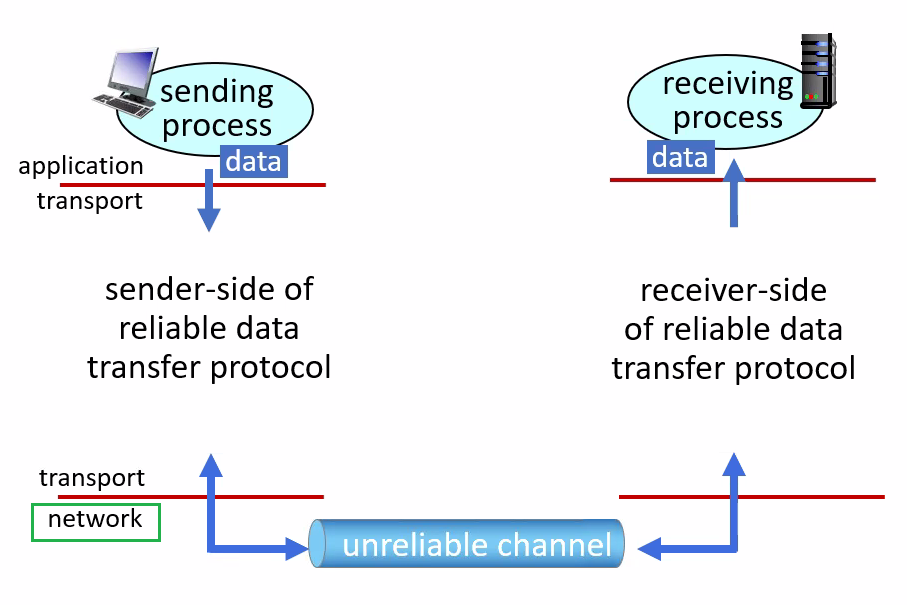 sending
process
data
receiving
process
data
application
transport
sender-side of
reliable data
transfer protocol
receiver-side
of reliable data
transfer protocol
transport
network
unreliable channel